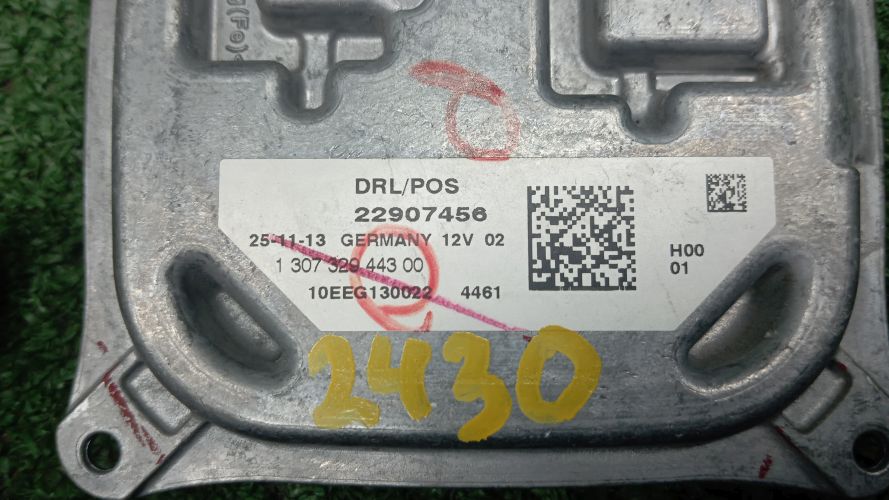 DRL/POS
22907456
25-11-13 GERMANY 12V 02
1 307 329 443 00
10EEG130022 4461
H00
01
2430